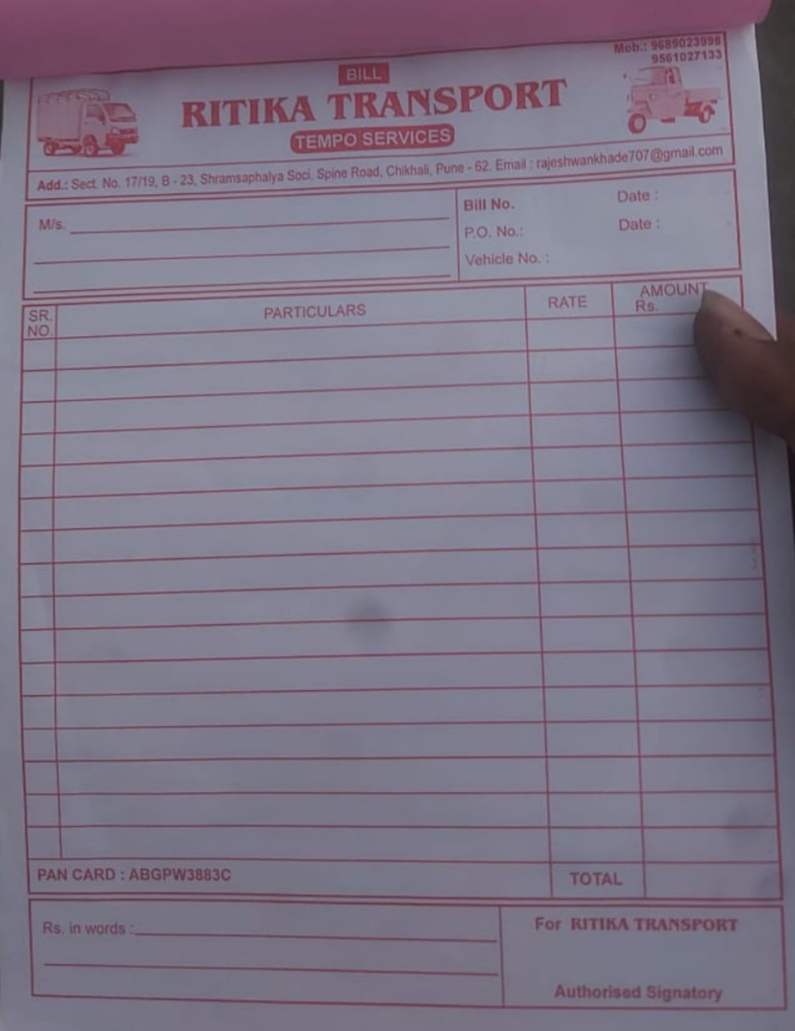 Mob.: 9689023998
9561027133
BILL
RITIKA TRANSPORT
TEMPO SERVICES
Add.: Sect. No. 17/19, B - 23, Shramsaphalya Soci. Spine Road, Chikhali, Pune - 62. Email : rajeshwankhade707@gmail.com
M/s.
Bill No. Date :
P.O. No.: Date :
Vehicle No. :
SR. NO. PARTICULARS RATE AMOUNT Rs.
PAN CARD : ABGPW3883C TOTAL
Rs. in words :
For RITIKA TRANSPORT
Authorised Signatory